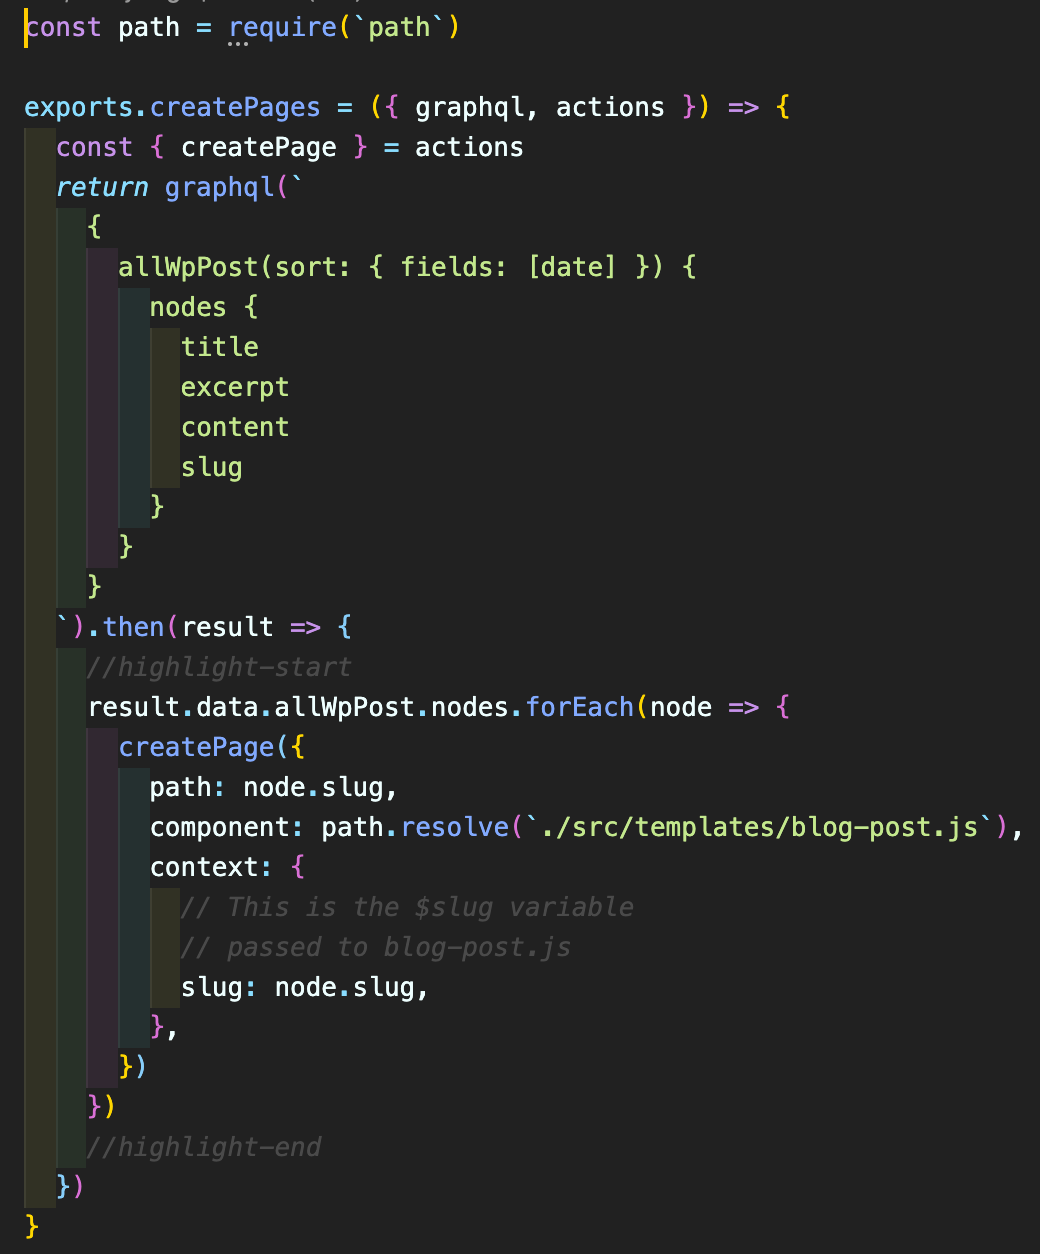 const path = require(`path`)
exports.createPages = ({ graphql, actions }) => {
const { createPage } = actions
return graphql(`
{
allWpPost(sort: { fields: [date] }) {
nodes {
title
excerpt
content
slug
}
}
}
`).then(result => {
//highlight-start
result.data.allWpPost.nodes.forEach(node => {
createPage({
path: node.slug,
component: path.resolve(`./src/templates/blog-post.js`),
context: {
// This is the $slug variable
// passed to blog-post.js
slug: node.slug,
},
})
})
//highlight-end
})
}